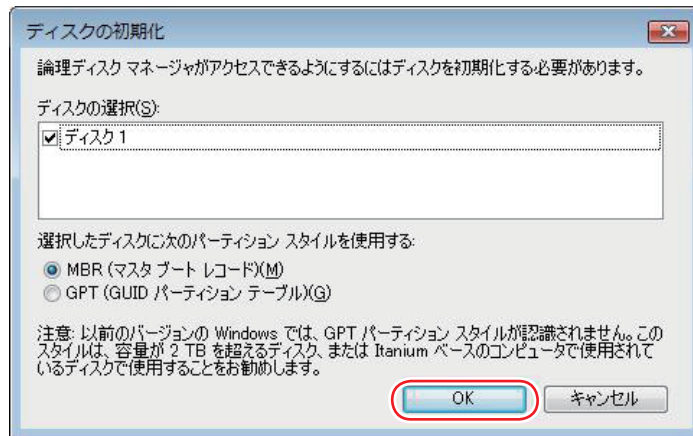 ディスクの初期化
論理ディスク マネージャがアクセスできるようにするにはディスクを初期化する必要があります。
ディスクの選択(S):
ディスク 1
選択したディスクに次のパーティション スタイルを使用する:
MBR (マスタ ブート レコード)(M)
GPT (GUID パーティション テーブル)(G)
注意: 以前のバージョンの Windows では、GPT パーティション スタイルが認識されません。この
スタイルは、容量が 2 TB を超えるディスク、または Itanium ベースのコンピュータで使用されて
いるディスクで使用することをお勧めします。
OK
キャンセル